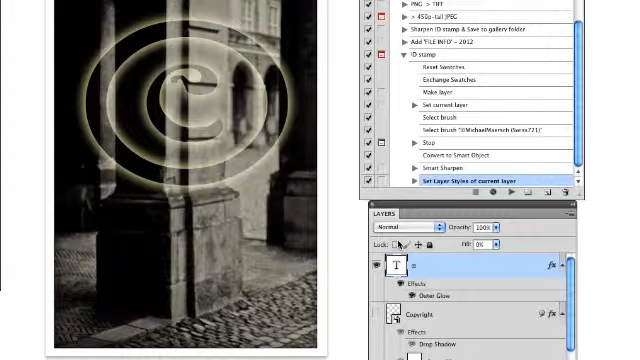 ©
PNG > TIFF
> 450p-tall JPEG
Sharpen ID stamp & Save to gallery folder
Add 'FILE INFO' - 2012
ID stamp
Reset Swatches
Exchange Swatches
Make layer
Set current layer
Select brush
Select brush "©MichaelMaersch (Swiss721)"
Stop
Convert to Smart Object
Smart Sharpen
Set Layer Styles of current layer
LAYERS
Normal Opacity: 100%
Lock: Fill: 0%
T © fx
Effects
Outer Glow
Copyright fx
Effects
Drop Shadow